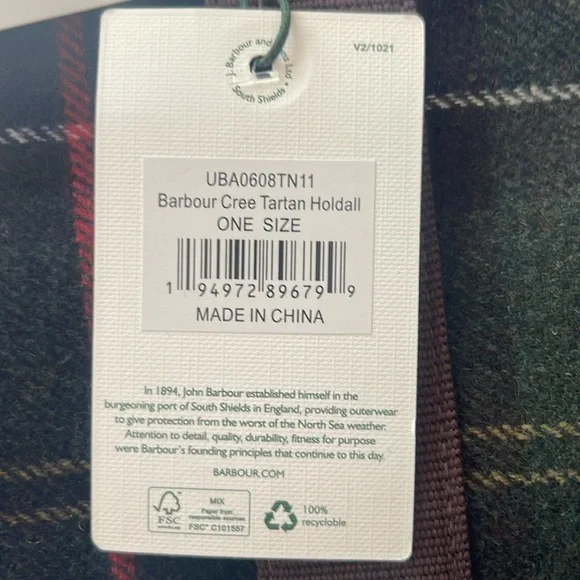 J. Barbour and Sons Ltd • South Shields •
V2/1021
UBA0608TN11
Barbour Cree Tartan Holdall
ONE SIZE
1 94972 89679 9
MADE IN CHINA
In 1894, John Barbour established himself in the
burgeoning port of South Shields in England, providing outerwear
to give protection from the worst of the North Sea weather.
Attention to detail, quality, durability, fitness for purpose
were Barbour's founding principles that continue to this day.
BARBOUR.COM
FSC
MIX
Paper from
responsible sources
FSC® C101557
100%
recyclable